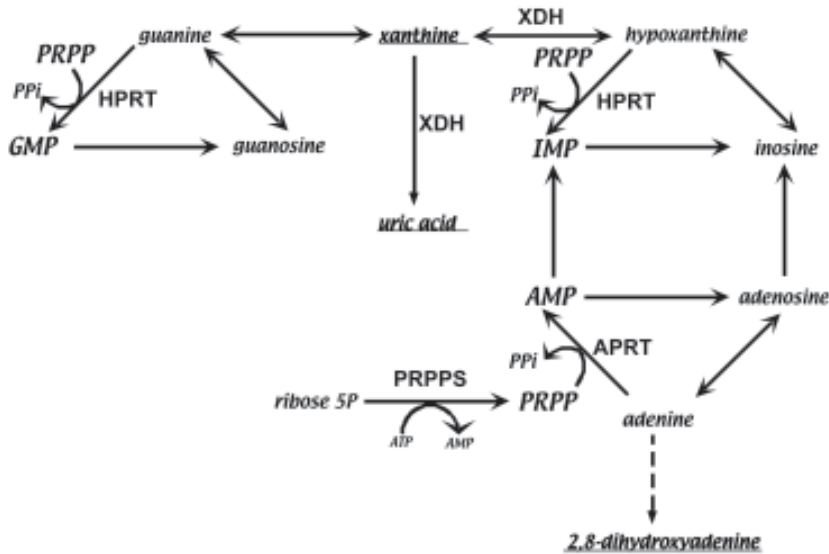 XDH
guanine
xanthine
hypoxanthine
PRPP
PRPP
PPi
HPRT
PPi
HPRT
XDH
GMP
guanosine
IMP
inosine
uric acid
AMP
adenosine
PPi
APRT
PRPPS
ribose 5P
PRPP
adenine
ATP
AMP
2,8-dihydroxyadenine